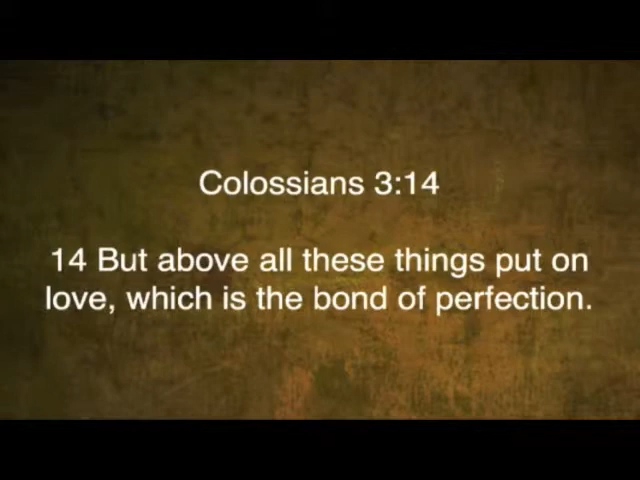 Colossians 3:14
14 But above all these things put on
love, which is the bond of perfection.